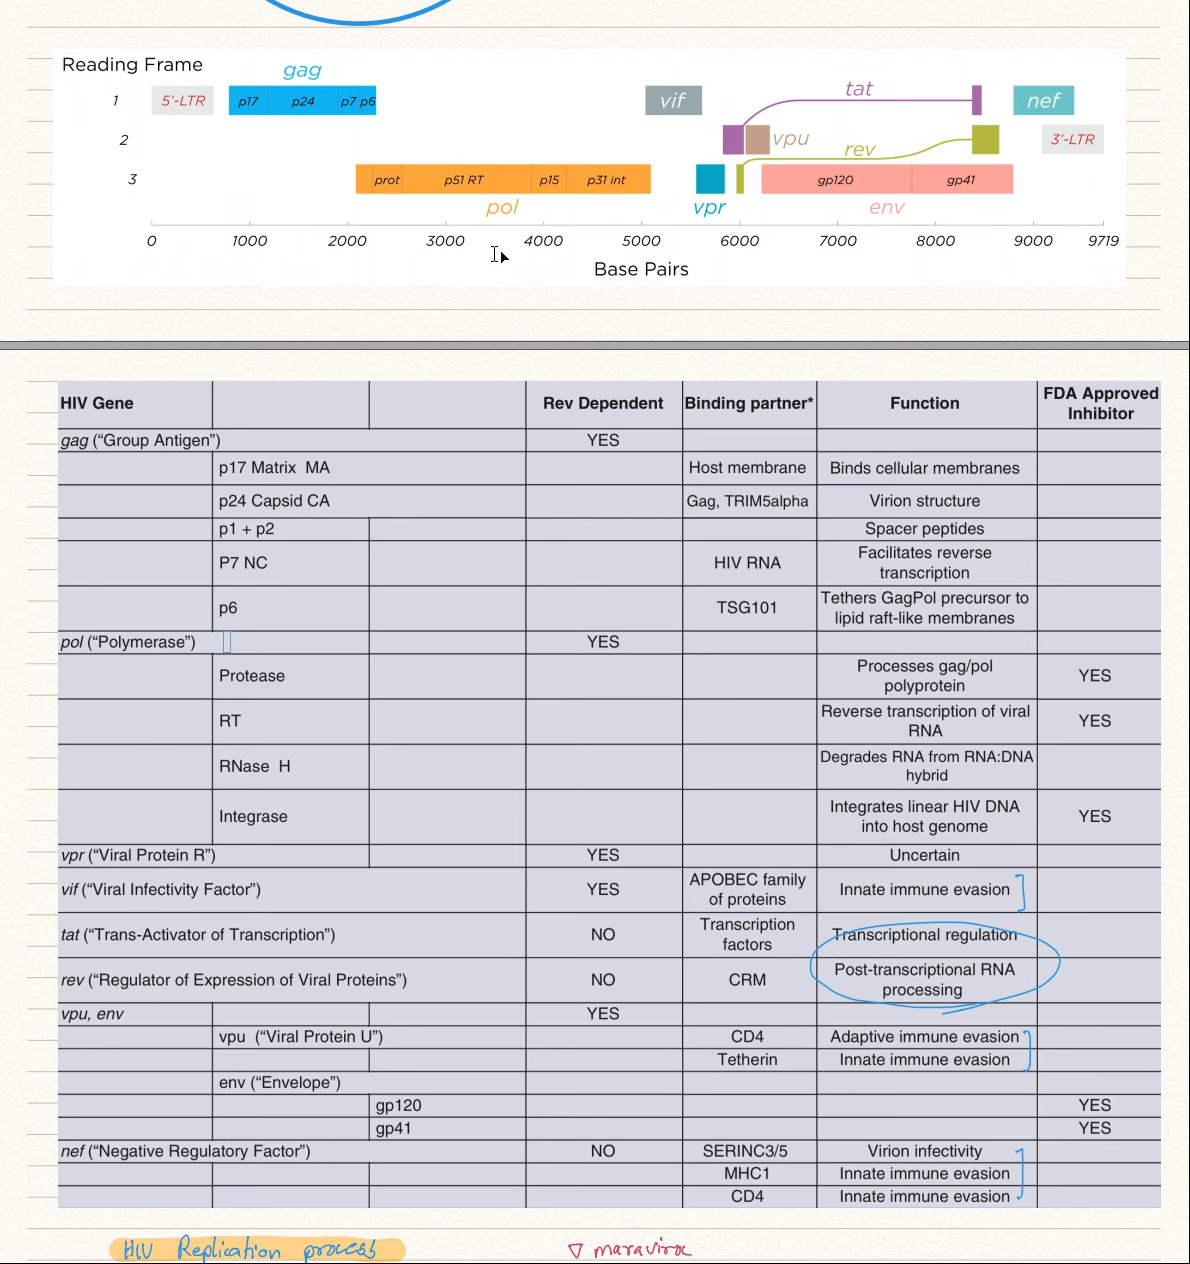 Reading Frame
gag
1 5'-LTR p17 p24 p7 p6 vif tat nef
2 vpu rev 3'-LTR
3 prot p51 RT p15 p31 int gp120 gp41
pol vpr env
0 1000 2000 3000 4000 5000 6000 7000 8000 9000 9719
Base Pairs
HIV Gene Rev Dependent Binding partner* Function FDA Approved Inhibitor
gag (“Group Antigen”) YES
p17 Matrix MA Host membrane Binds cellular membranes
p24 Capsid CA Gag, TRIM5alpha Virion structure
p1 + p2 Spacer peptides
P7 NC HIV RNA Facilitates reverse transcription
p6 TSG101 Tethers GagPol precursor to lipid raft-like membranes
pol (“Polymerase”) YES
Protease Processes gag/pol polyprotein YES
RT Reverse transcription of viral RNA YES
RNase H Degrades RNA from RNA:DNA hybrid
Integrase Integrates linear HIV DNA into host genome YES
vpr (“Viral Protein R”) YES Uncertain
vif (“Viral Infectivity Factor”) YES APOBEC family of proteins Innate immune evasion
tat (“Trans-Activator of Transcription”) NO Transcription factors Transcriptional regulation
rev (“Regulator of Expression of Viral Proteins”) NO CRM Post-transcriptional RNA processing
vpu, env YES
vpu (“Viral Protein U”) CD4 Adaptive immune evasion
Tetherin Innate immune evasion
env (“Envelope”)
gp120 YES
gp41 YES
nef (“Negative Regulatory Factor”) NO SERINC3/5 Virion infectivity
MHC1 Innate immune evasion
CD4 Innate immune evasion
HIV Replication process maraviroc